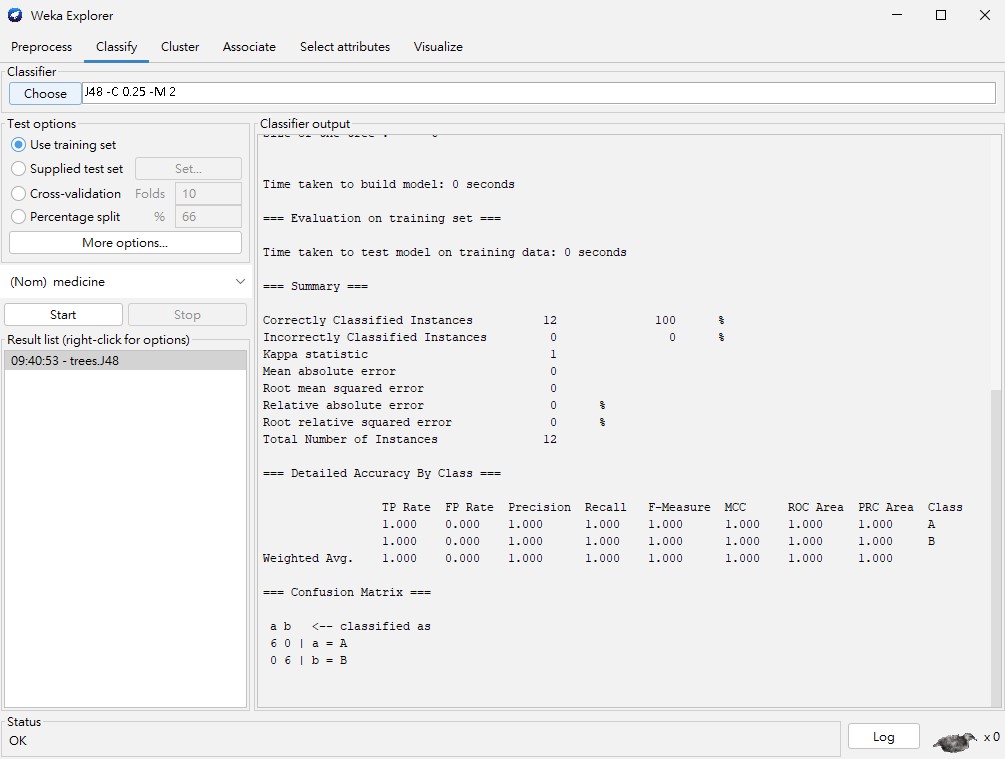 Weka Explorer
Preprocess Classify Cluster Associate Select attributes Visualize
Classifier
Choose J48 -C 0.25 -M 2
Test options
Use training set
Supplied test set Set...
Cross-validation Folds 10
Percentage split % 66
More options...
(Nom) medicine
Start Stop
Result list (right-click for options)
09:40:53 - trees.J48
Classifier output
Time taken to build model: 0 seconds
=== Evaluation on training set ===
Time taken to test model on training data: 0 seconds
=== Summary ===
Correctly Classified Instances 12 100 %
Incorrectly Classified Instances 0 0 %
Kappa statistic 1
Mean absolute error 0
Root mean squared error 0
Relative absolute error 0 %
Root relative squared error 0 %
Total Number of Instances 12
=== Detailed Accuracy By Class ===
TP Rate FP Rate Precision Recall F-Measure MCC ROC Area PRC Area Class
1.000 0.000 1.000 1.000 1.000 1.000 1.000 1.000 A
1.000 0.000 1.000 1.000 1.000 1.000 1.000 1.000 B
Weighted Avg. 1.000 0.000 1.000 1.000 1.000 1.000 1.000 1.000
=== Confusion Matrix ===
a b <-- classified as
6 0 | a = A
0 6 | b = B
Status
OK
Log x 0